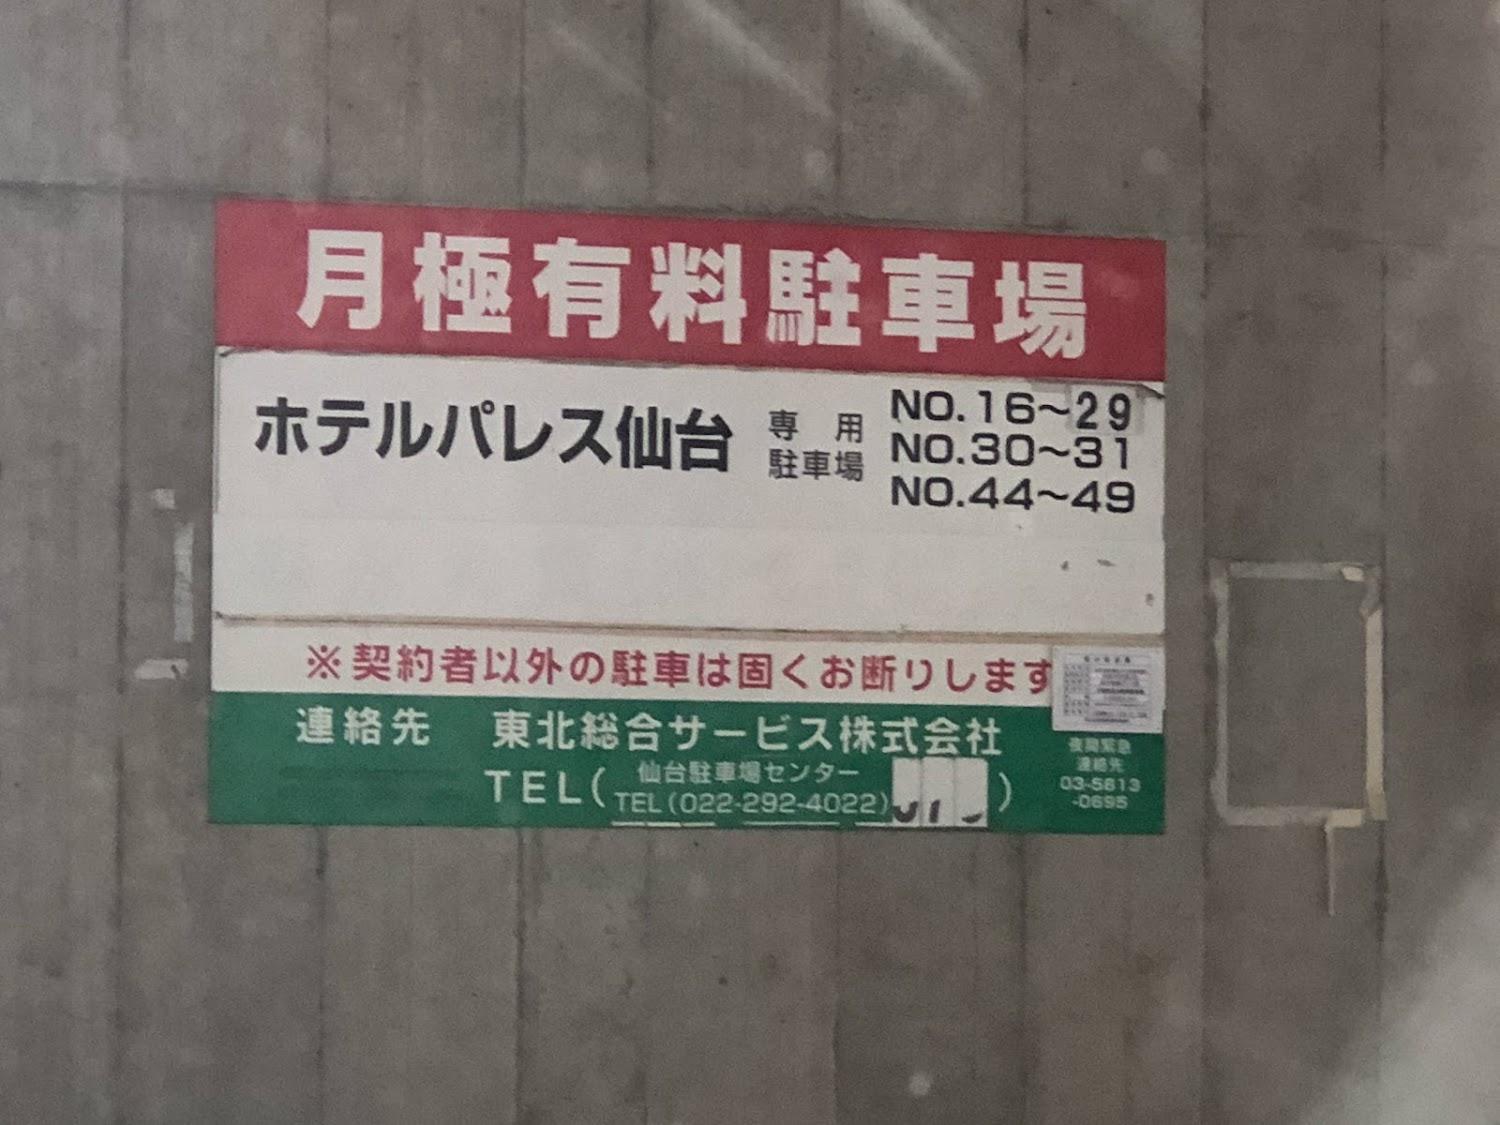 月極有料駐車場
ホテルパレス仙台 専用駐車場
NO.16～29
NO.30～31
NO.44～49
※契約者以外の駐車は固くお断りします
連絡先 東北総合サービス株式会社
TEL( 仙台駐車場センター
TEL(022-292-4022) )
夜間緊急
連絡先
03-5813
-0695